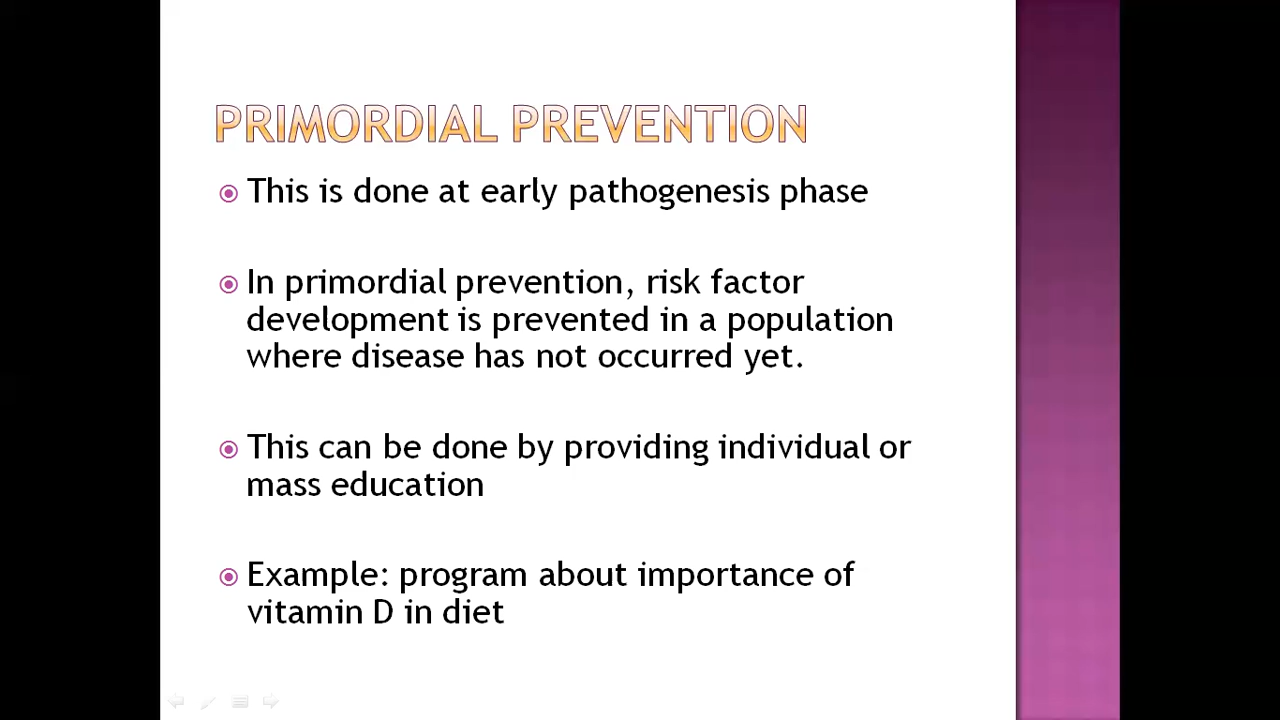 PRIMORDIAL PREVENTION
This is done at early pathogenesis phase
In primordial prevention, risk factor
development is prevented in a population
where disease has not occurred yet.
This can be done by providing individual or
mass education
Example: program about importance of
vitamin D in diet